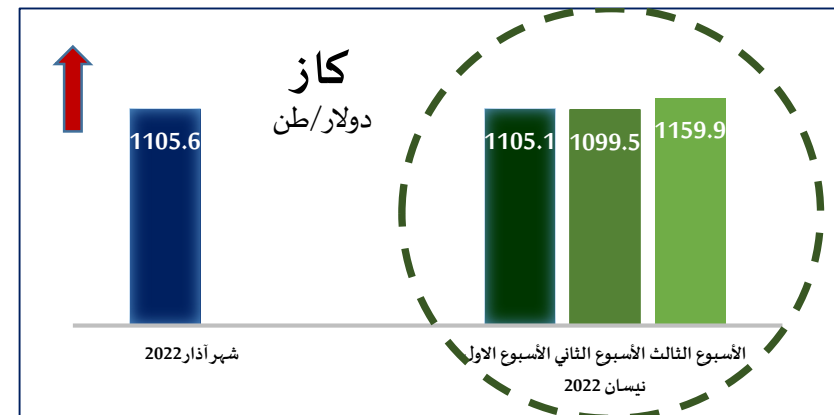 كاز
دولار/طن
1105.6
1105.1
1099.5
1159.9
شهر آذار 2022
الأسبوع الاول
الأسبوع الثاني
الأسبوع الثالث
نيسان 2022